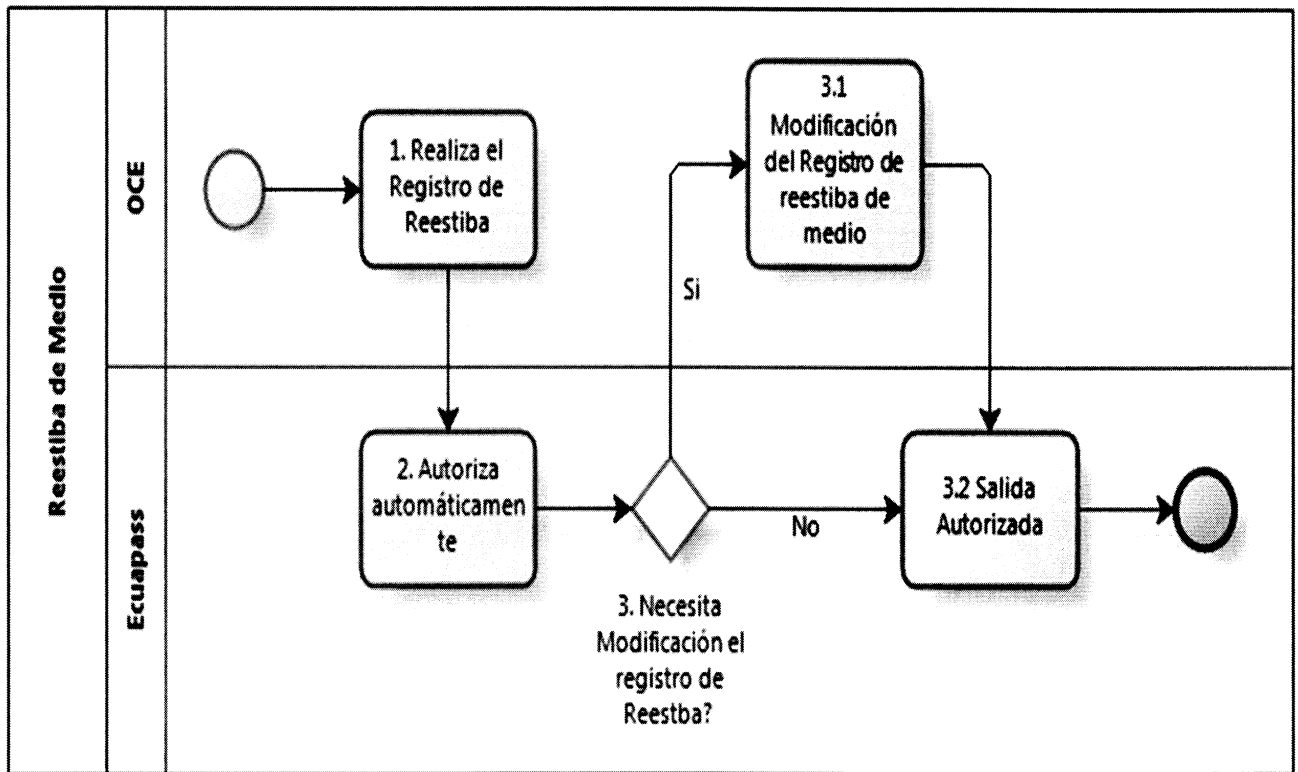 Reestiba de Medio
OCE
1. Realiza el
Registro de
Reestiba
3.1
Modificación
del Registro de
reestiba de
medio
Si
Ecuapass
2. Autoriza
automáticamen
te
3. Necesita
Modificación el
registro de
Reestba?
No
3.2 Salida
Autorizada